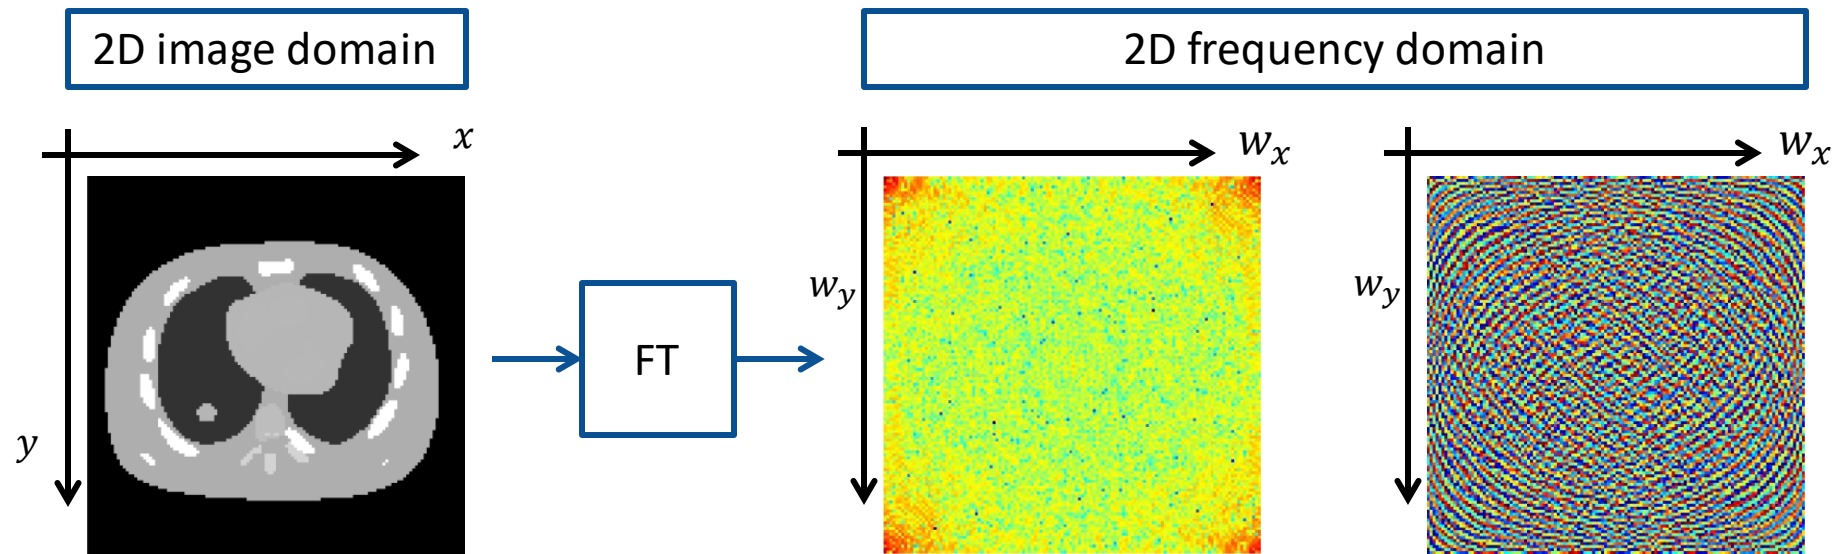 2D image domain
2D frequency domain
x
w_x
w_x
w_y
w_y
FT
y